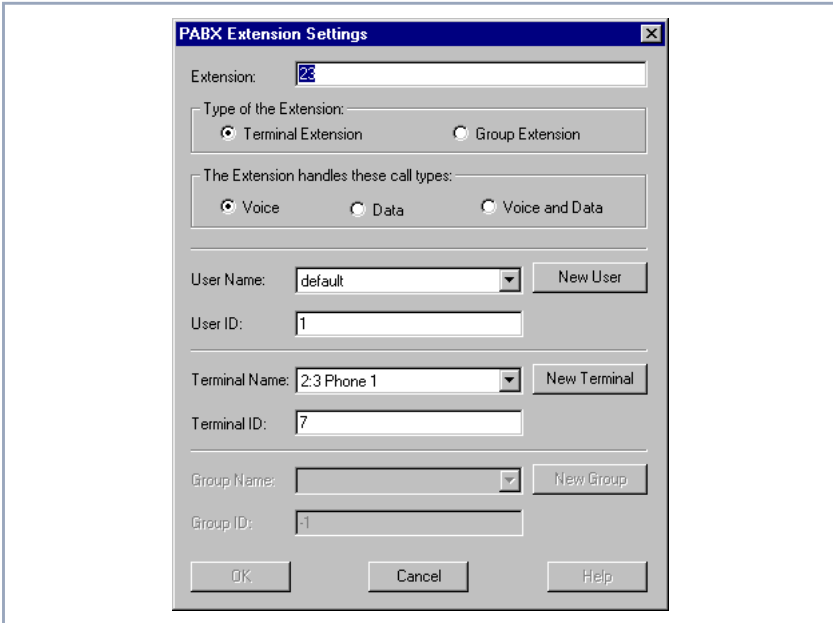 PABX Extension Settings
Extension: 23
Type of the Extension:
Terminal Extension Group Extension
The Extension handles these call types:
Voice Data Voice and Data
User Name: default New User
User ID: 1
Terminal Name: 2:3 Phone 1 New Terminal
Terminal ID: 7
Group Name: New Group
Group ID: -1
OK Cancel Help